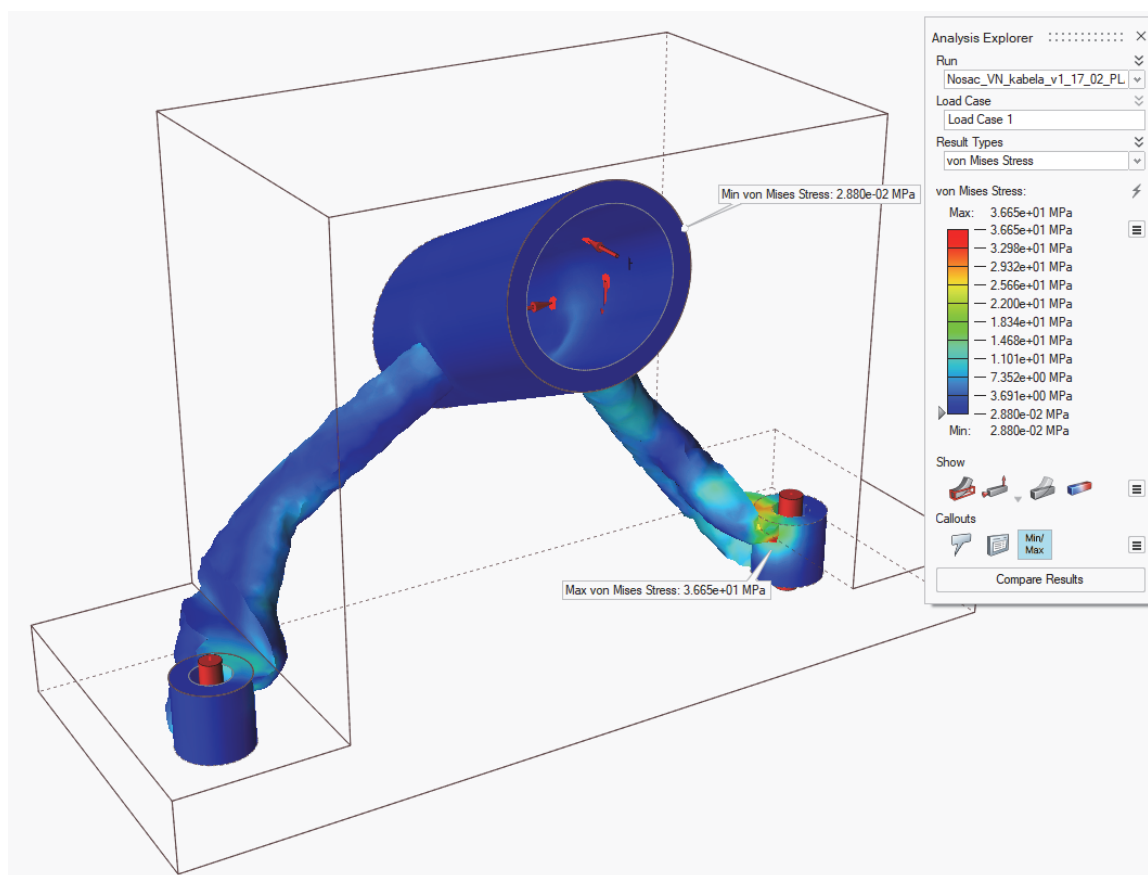 Analysis Explorer
Run
Nosac_VN_kabela_v1_17_02_PL
Load Case
Load Case 1
Result Types
von Mises Stress
von Mises Stress:
Max: 3.665e+01 MPa
3.665e+01 MPa
3.298e+01 MPa
2.932e+01 MPa
2.566e+01 MPa
2.200e+01 MPa
1.834e+01 MPa
1.468e+01 MPa
1.101e+01 MPa
7.352e+00 MPa
3.691e+00 MPa
2.880e-02 MPa
Min: 2.880e-02 MPa
Show
Callouts
Min/
Max
Compare Results
Min von Mises Stress: 2.880e-02 MPa
Max von Mises Stress: 3.665e+01 MPa